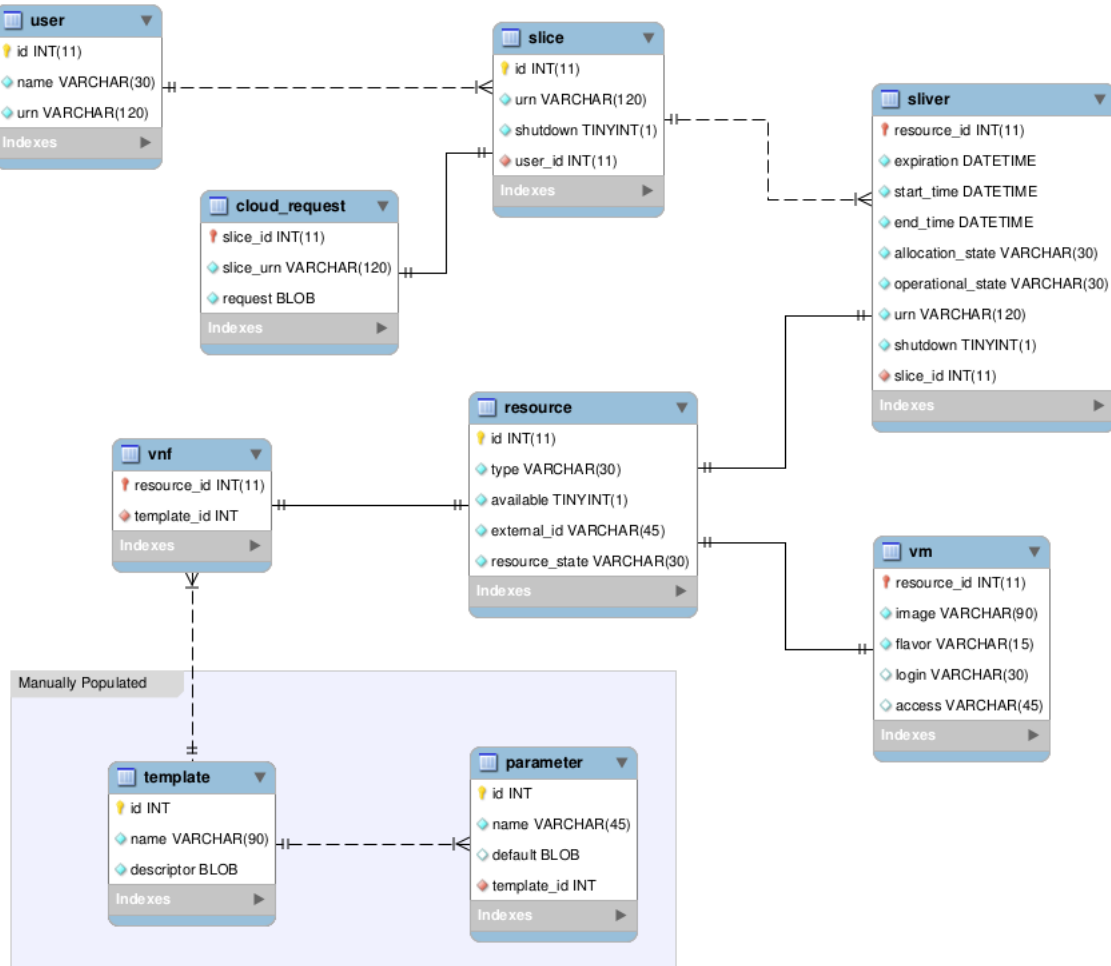 user
id INT(11)
name VARCHAR(30)
urn VARCHAR(120)
Indexes
slice
id INT(11)
urn VARCHAR(120)
shutdown TINYINT(1)
user_id INT(11)
Indexes
sliver
resource_id INT(11)
expiration DATETIME
start_time DATETIME
end_time DATETIME
allocation_state VARCHAR(30)
operational_state VARCHAR(30)
urn VARCHAR(120)
shutdown TINYINT(1)
slice_id INT(11)
Indexes
cloud_request
slice_id INT(11)
slice_urn VARCHAR(120)
request BLOB
Indexes
resource
id INT(11)
type VARCHAR(30)
available TINYINT(1)
external_id VARCHAR(45)
resource_state VARCHAR(30)
Indexes
vnf
resource_id INT(11)
template_id INT
Indexes
vm
resource_id INT(11)
image VARCHAR(90)
flavor VARCHAR(15)
login VARCHAR(30)
access VARCHAR(45)
Indexes
Manually Populated
template
id INT
name VARCHAR(90)
descriptor BLOB
Indexes
parameter
id INT
name VARCHAR(45)
default BLOB
template_id INT
Indexes